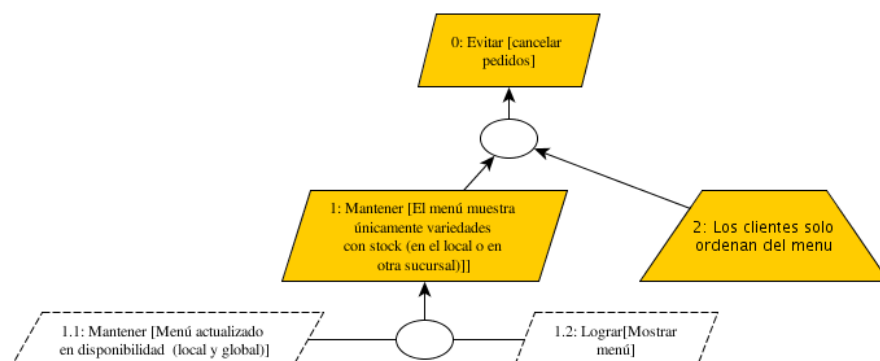 0: Evitar [cancelar
pedidos]
1: Mantener [El menú muestra
únicamente variedades
con stock (en el local o en
otra sucursal)]]
2: Los clientes solo
ordenan del menu
1.1: Mantener [Menú actualizado
en disponibilidad (local y global)]
1.2: Lograr[Mostrar
menú]